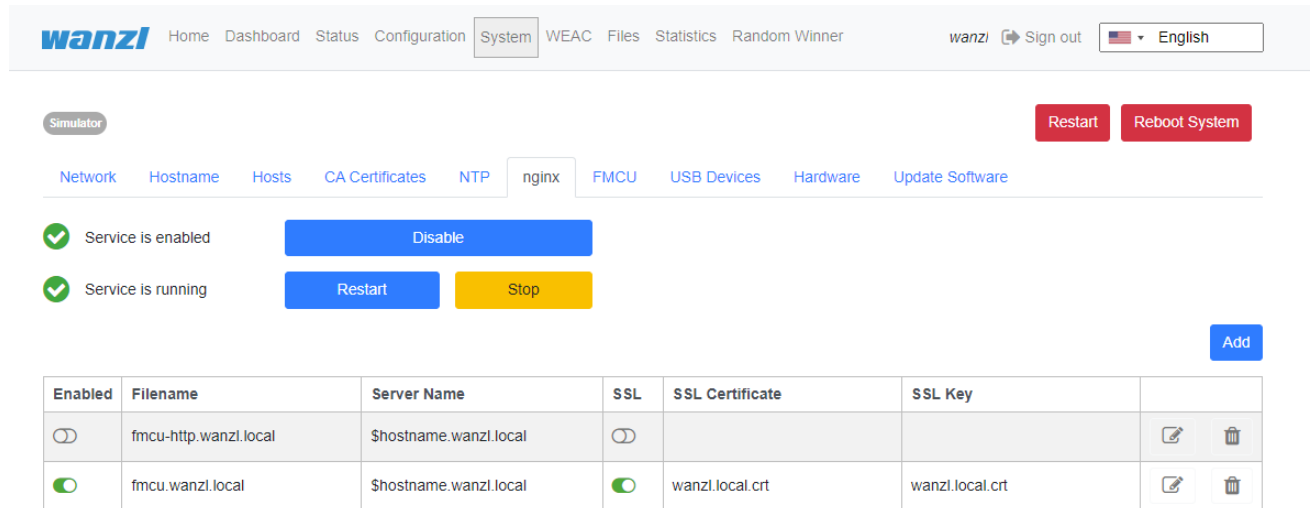 wanzl Home Dashboard Status Configuration System WEAC Files Statistics Random Winner wanzl Sign out English
Simulator Restart Reboot System
Network Hostname Hosts CA Certificates NTP nginx FMCU USB Devices Hardware Update Software
Service is enabled Disable
Service is running Restart Stop
Add
Enabled Filename Server Name SSL SSL Certificate SSL Key
fmcu-http.wanzl.local $hostname.wanzl.local
fmcu.wanzl.local $hostname.wanzl.local wanzl.local.crt wanzl.local.crt